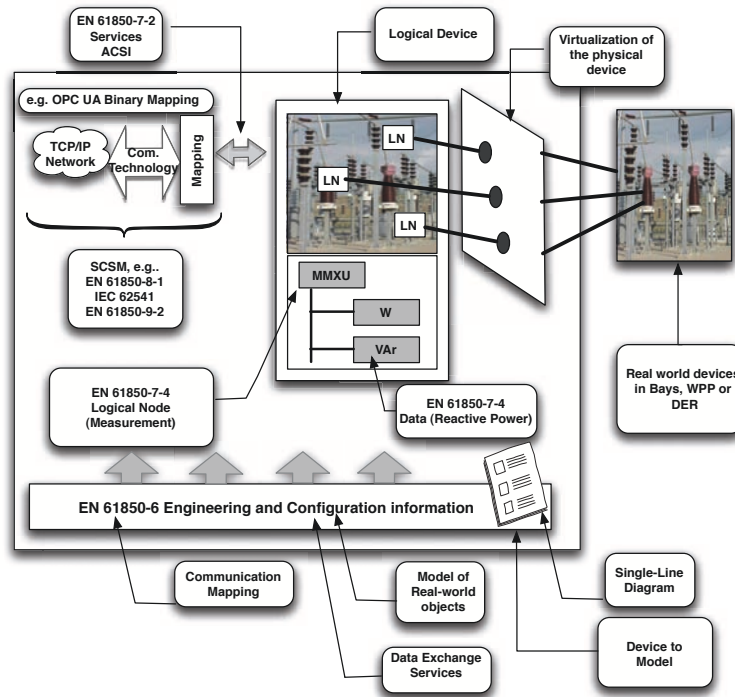 EN 61850-7-2
Services
ACSI
Logical Device
Virtualization of
the physical
device
e.g. OPC UA Binary Mapping
TCP/IP
Network
Com.
Technology
Mapping
LN
LN
LN
SCSM, e.g..
EN 61850-8-1
IEC 62541
EN 61850-9-2
MMXU
W
VAr
EN 61850-7-4
Logical Node
(Measurement)
EN 61850-7-4
Data (Reactive Power)
Real world devices
in Bays, WPP or
DER
EN 61850-6 Engineering and Configuration information
Communication
Mapping
Model of
Real-world
objects
Single-Line
Diagram
Data Exchange
Services
Device to
Model